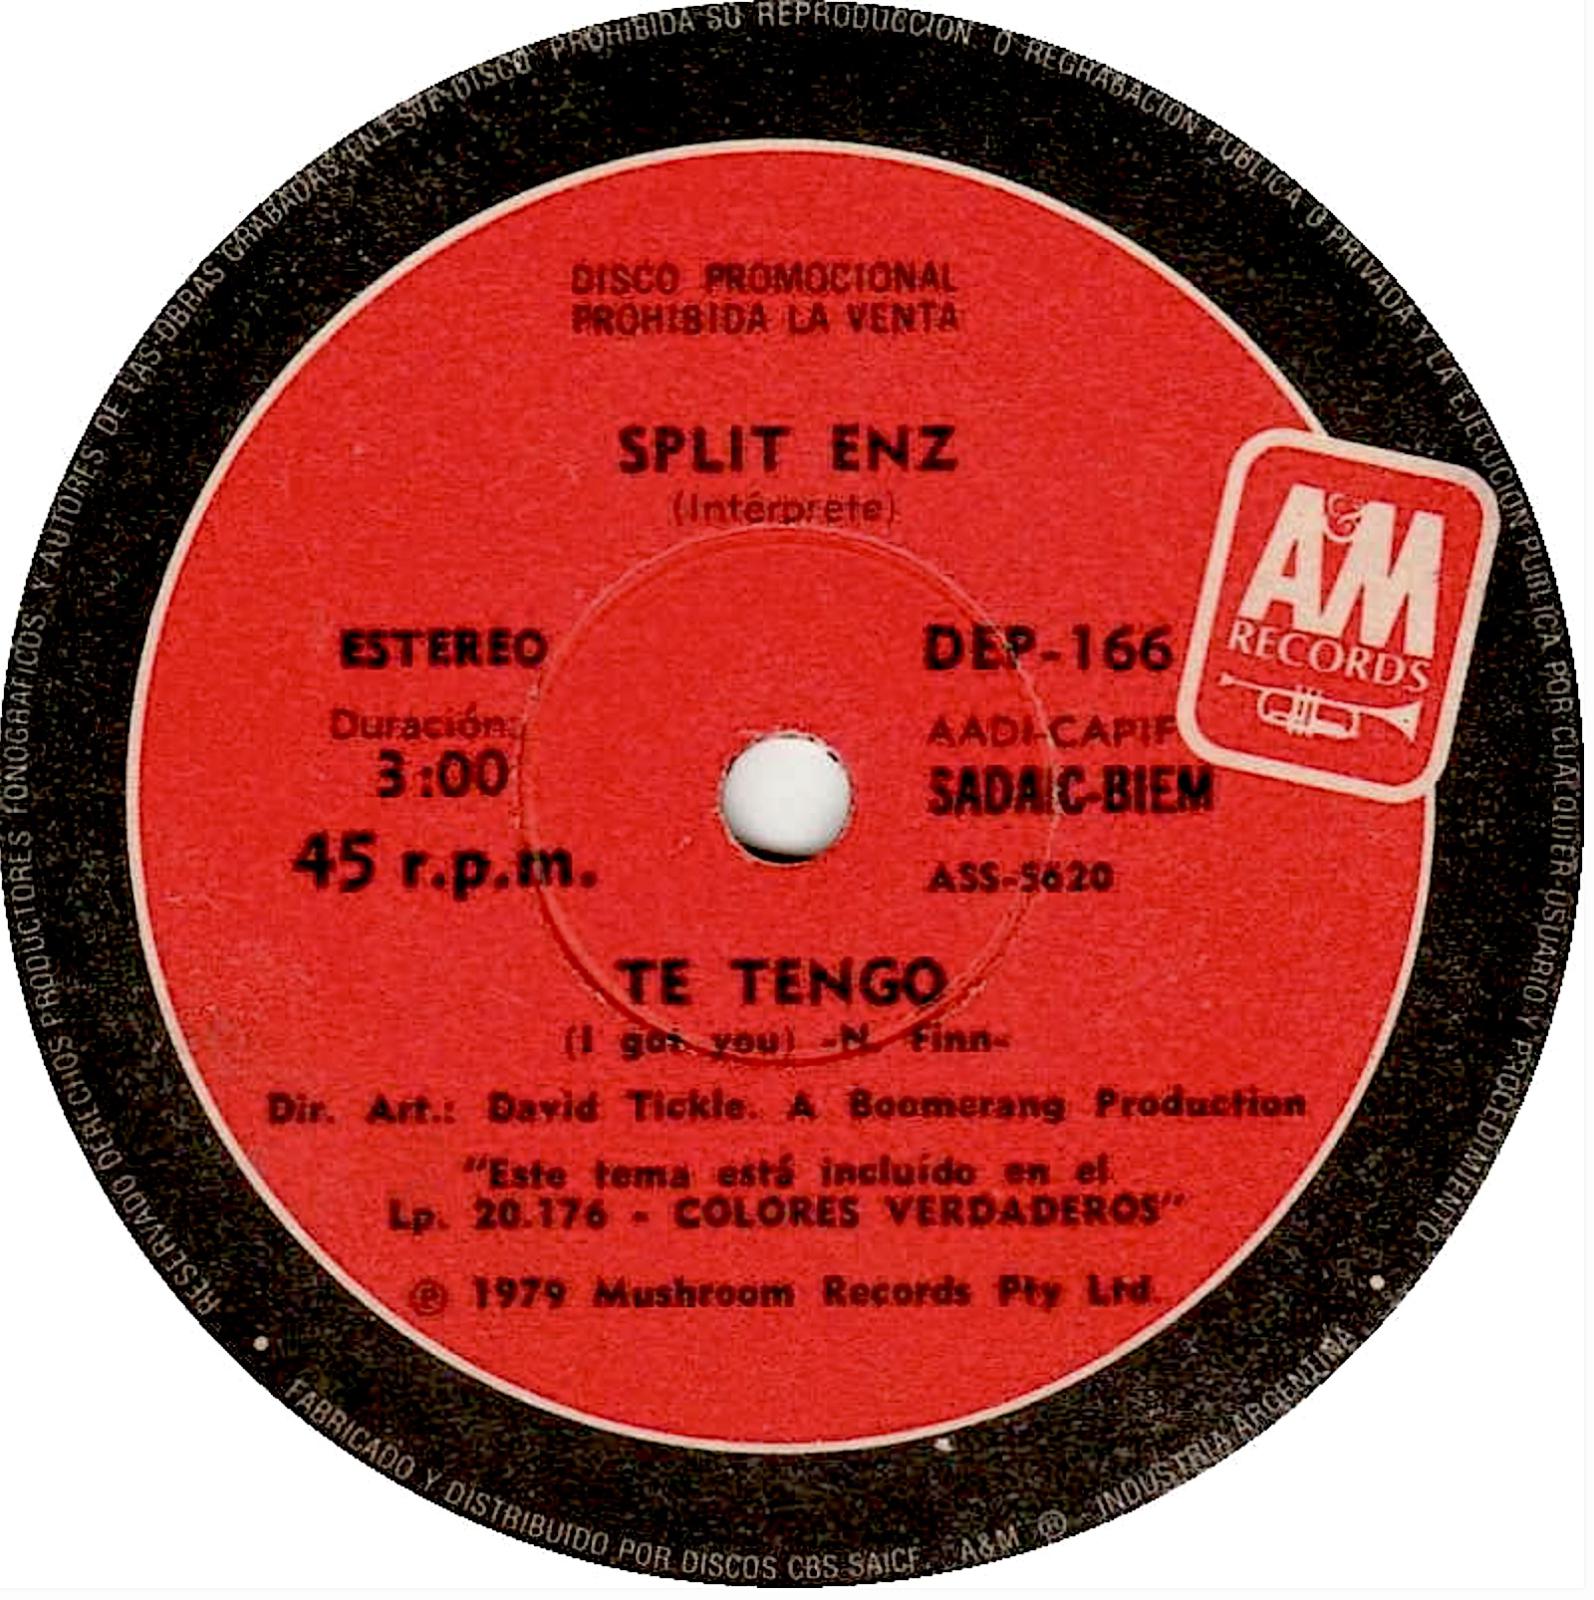 RESERVADO DERECHOS PRODUCTORES FONOGRAFICOS Y AUTORES DE LAS OBRAS GRABADAS EN ESTE DISCO PROHIBIDA SU REPRODUCCION O REGRABACION PUBLICA O PRIVADA Y LA EJECUCION PUBLICA POR CUALQUIER USUARIO Y PROCEDIMIENTO
DISCO PROMOCIONAL
PROHIBIDA LA VENTA
SPLIT ENZ
(Intérprete)
A&M
RECORDS
ESTEREO
Duración:
3:00
45 r.p.m.
DEP-166
AADI-CAPIF
SADAIC-BIEM
ASS-5620
TE TENGO
(I got you) -N. Finn-
Dir. Art.: David Tickle. A Boomerang Production
"Este tema está incluído en el
Lp. 20.176 - COLORES VERDADEROS"
℗ 1979 Mushroom Records Pty Ltd.
FABRICADO Y DISTRIBUIDO POR DISCOS CBS SAICF. A&M ® INDUSTRIA ARGENTINA